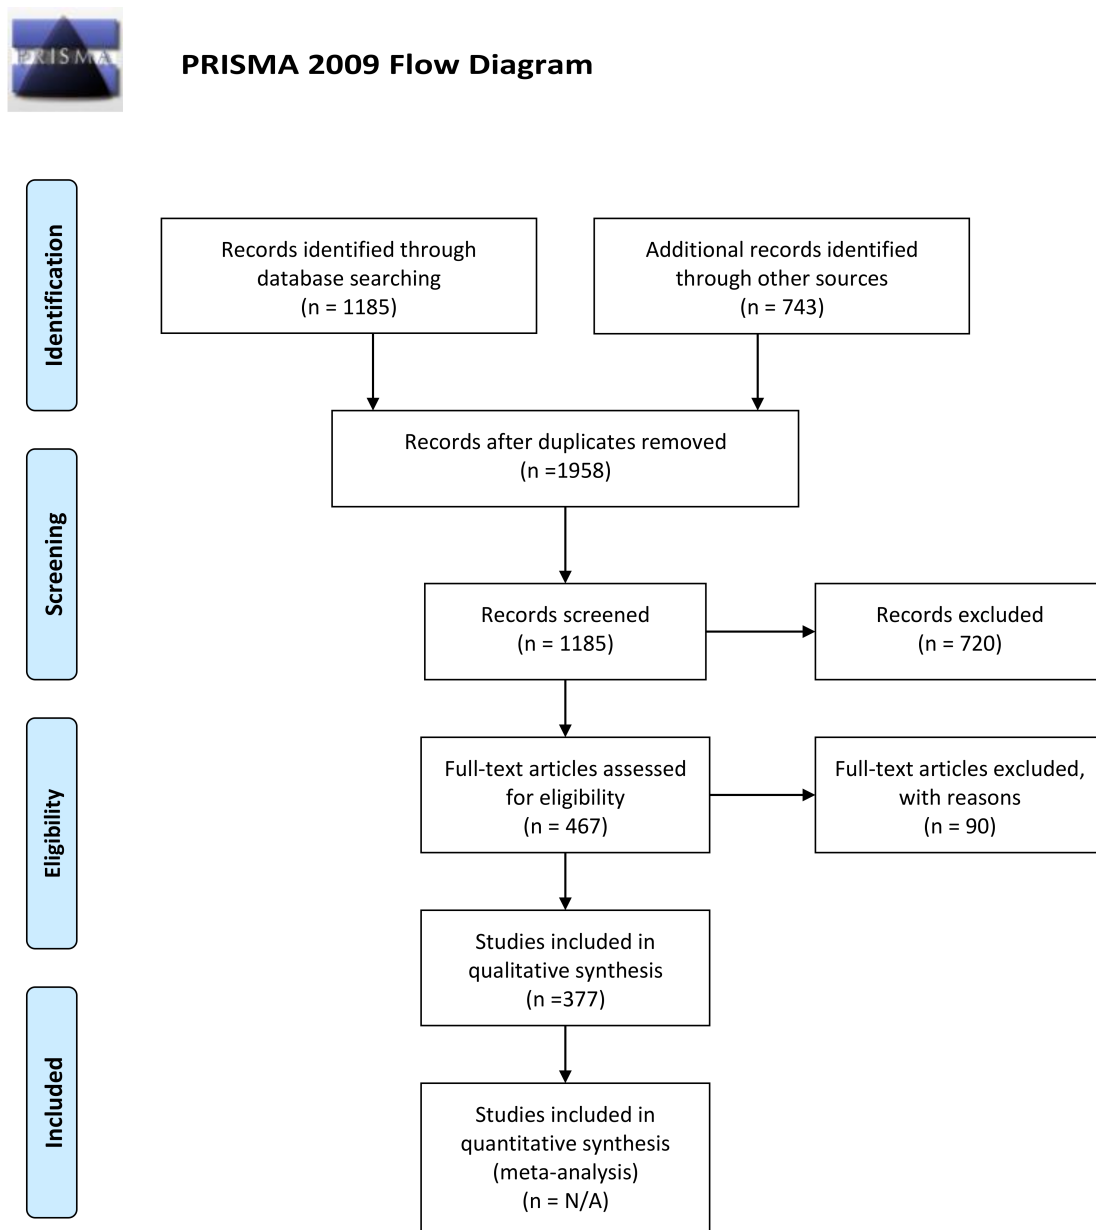 PRISMA
PRISMA 2009 Flow Diagram
Identification
Records identified through
database searching
(n = 1185)
Additional records identified
through other sources
(n = 743)
Records after duplicates removed
(n =1958)
Screening
Records screened
(n = 1185)
Records excluded
(n = 720)
Eligibility
Full-text articles assessed
for eligibility
(n = 467)
Full-text articles excluded,
with reasons
(n = 90)
Studies included in
qualitative synthesis
(n =377)
Included
Studies included in
quantitative synthesis
(meta-analysis)
(n = N/A)